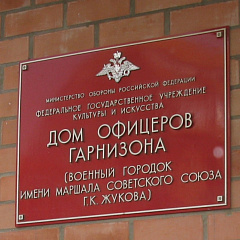 МИНИСТЕРСТВО ОБОРОНЫ РОССИЙСКОЙ ФЕДЕРАЦИИ
ФЕДЕРАЛЬНОЕ ГОСУДАРСТВЕННОЕ УЧРЕЖДЕНИЕ
КУЛЬТУРЫ И ИСКУССТВА
ДОМ ОФИЦЕРОВ
ГАРНИЗОНА
(ВОЕННЫЙ ГОРОДОК
ИМЕНИ МАРШАЛА СОВЕТСКОГО СОЮЗА
Г.К. ЖУКОВА)